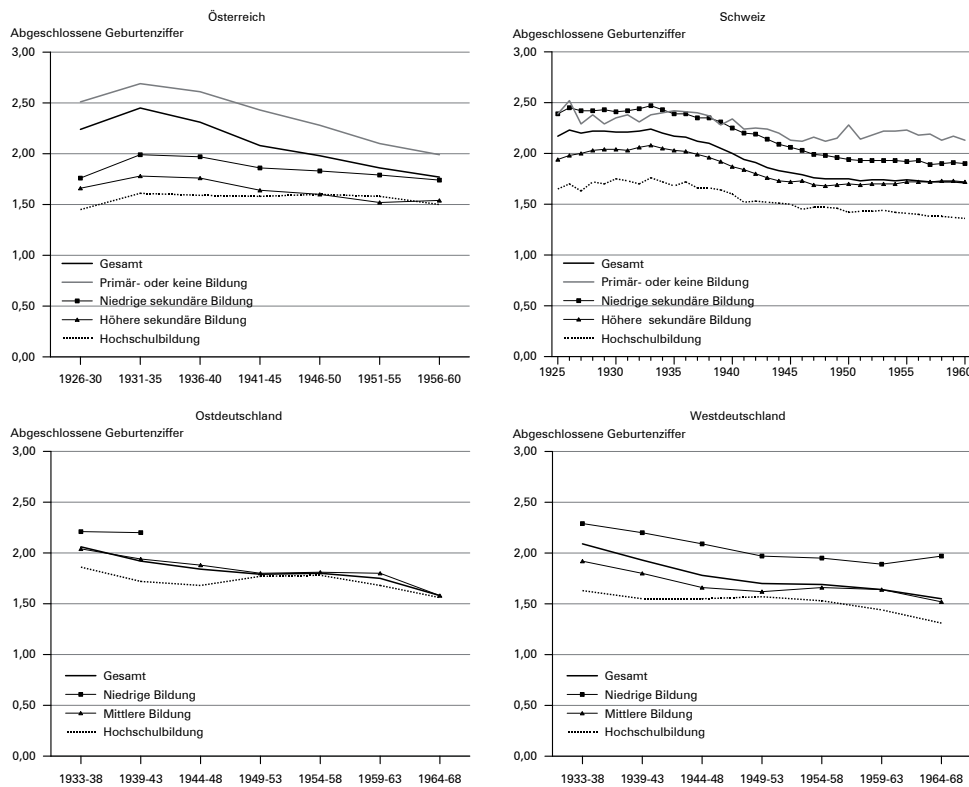 Österreich
Abgeschlossene Geburtenziffer
3,00
2,50
2,00
1,50
1,00
0,50
0,00
Gesamt
Primär- oder keine Bildung
Niedrige sekundäre Bildung
Höhere sekundäre Bildung
Hochschulbildung
1926-30 1931-35 1936-40 1941-45 1946-50 1951-55 1956-60
Schweiz
Abgeschlossene Geburtenziffer
3,00
2,50
2,00
1,50
1,00
0,50
0,00
Gesamt
Primär- oder keine Bildung
Niedrige sekundäre Bildung
Höhere sekundäre Bildung
Hochschulbildung
1925 1930 1935 1940 1945 1950 1955 1960
Ostdeutschland
Abgeschlossene Geburtenziffer
3,00
2,50
2,00
1,50
1,00
0,50
0,00
Gesamt
Niedrige Bildung
Mittlere Bildung
Hochschulbildung
1933-38 1939-43 1944-48 1949-53 1954-58 1959-63 1964-68
Westdeutschland
Abgeschlossene Geburtenziffer
3,00
2,50
2,00
1,50
1,00
0,50
0,00
Gesamt
Niedrige Bildung
Mittlere Bildung
Hochschulbildung
1933-38 1939-43 1944-48 1949-53 1954-58 1959-63 1964-68